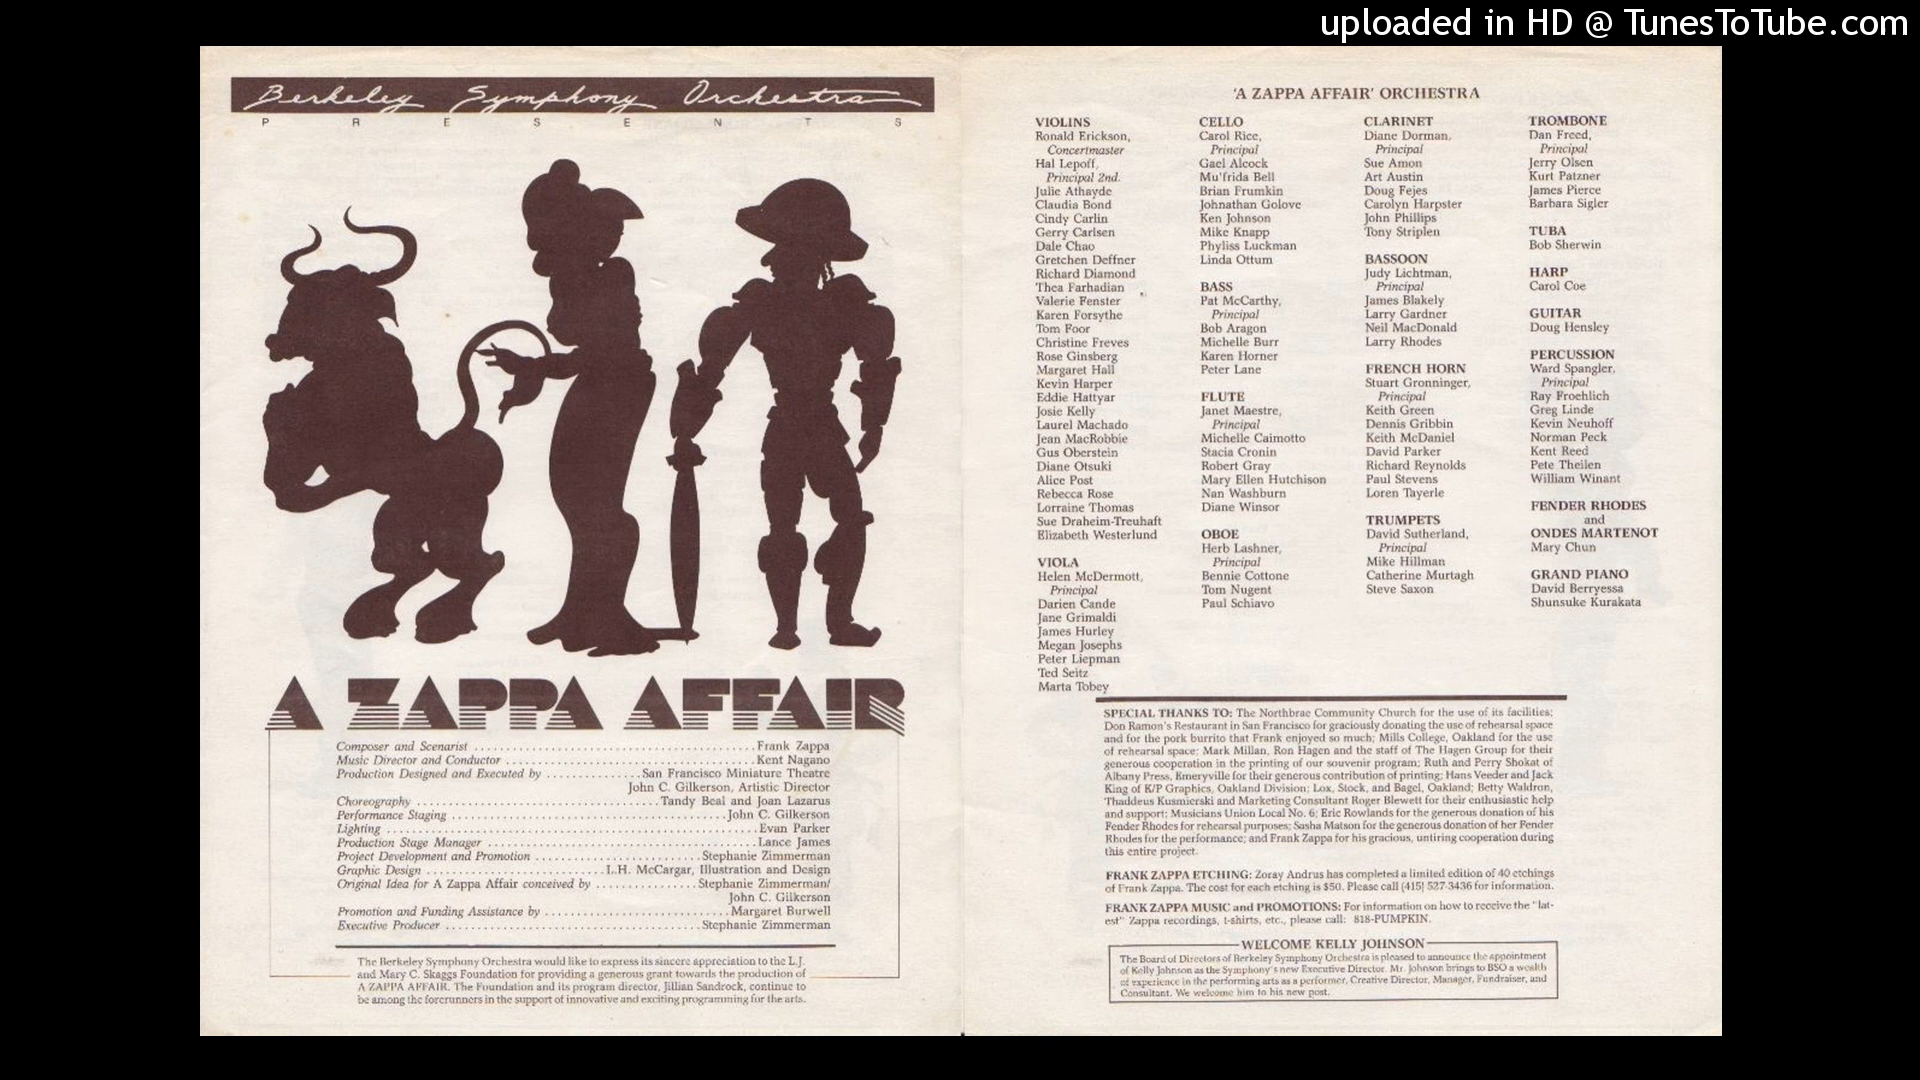 uploaded in HD @ TunesToTube.com
Berkeley Symphony Orchestra
PRESENTS
A ZAPPA AFFAIR
Composer and Scenarist ........ Frank Zappa
Music Director and Conductor ........ Kent Nagano
Production Designed and Executed by ........ San Francisco Miniature Theatre
John C. Gilkerson, Artistic Director
Choreography ........ Tandy Beal and Joan Lazarus
Performance Staging ........ John C. Gilkerson
Lighting ........ Evan Parker
Production Stage Manager ........ Lance James
Project Development and Promotion ........ Stephanie Zimmerman
Graphic Design ........ L.H. McCargar, Illustration and Design
Original Idea for A Zappa Affair conceived by ........ Stephanie Zimmerman/
John C. Gilkerson
Promotion and Funding Assistance by ........ Margaret Burwell
Executive Producer ........ Stephanie Zimmerman
The Berkeley Symphony Orchestra would like to express its sincere appreciation to the L.J.
and Mary C. Skaggs Foundation for providing a generous grant towards the production of
A ZAPPA AFFAIR. The Foundation and its program director, Jillian Sandrock, continue to
be among the forerunners in the support of innovative and exciting programming for the arts.
'A ZAPPA AFFAIR' ORCHESTRA
VIOLINS
Ronald Erickson,
Concertmaster
Hal Lepoff,
Principal 2nd.
Julie Athayde
Claudia Bond
Cindy Carlin
Gerry Carlsen
Dale Chao
Gretchen Deffner
Richard Diamond
Thea Farhadian
Valerie Fenster
Karen Forsythe
Tom Foor
Christine Freves
Rose Ginsberg
Margaret Hall
Kevin Harper
Eddie Hattyar
Josie Kelly
Laurel Machado
Jean MacRobbie
Gus Oberstein
Diane Otsuki
Alice Post
Rebecca Rose
Lorraine Thomas
Sue Draheim-Treuhaft
Elizabeth Westerlund
VIOLA
Helen McDermott,
Principal
Darien Cande
Jane Grimaldi
James Hurley
Megan Josephs
Peter Liepman
Ted Seitz
Marta Tobey
CELLO
Carol Rice,
Principal
Gael Alcock
Mu'frida Bell
Brian Frumkin
Johnathan Golove
Ken Johnson
Mike Knapp
Phyliss Luckman
Linda Ottum
BASS
Pat McCarthy,
Principal
Bob Aragon
Michelle Burr
Karen Horner
Peter Lane
FLUTE
Janet Maestre,
Principal
Michelle Caimotto
Stacia Cronin
Robert Gray
Mary Ellen Hutchison
Nan Washburn
Diane Winsor
OBOE
Herb Lashner,
Principal
Bennie Cottone
Tom Nugent
Paul Schiavo
CLARINET
Diane Dorman,
Principal
Sue Amon
Art Austin
Doug Fejes
Carolyn Harpster
John Phillips
Tony Striplen
BASSOON
Judy Lichtman,
Principal
James Blakely
Larry Gardner
Neil MacDonald
Larry Rhodes
FRENCH HORN
Stuart Gronninger,
Principal
Keith Green
Dennis Gribbin
Keith McDaniel
David Parker
Richard Reynolds
Paul Stevens
Loren Tayerle
TRUMPETS
David Sutherland,
Principal
Mike Hillman
Catherine Murtagh
Steve Saxon
TROMBONE
Dan Freed,
Principal
Jerry Olsen
Kurt Patzner
James Pierce
Barbara Sigler
TUBA
Bob Sherwin
HARP
Carol Coe
GUITAR
Doug Hensley
PERCUSSION
Ward Spangler,
Principal
Ray Froehlich
Greg Linde
Kevin Neuhoff
Norman Peck
Kent Reed
Pete Theilen
William Winant
FENDER RHODES
and
ONDES MARTENOT
Mary Chun
GRAND PIANO
David Berryessa
Shunsuke Kurakata
SPECIAL THANKS TO: The Northbrae Community Church for the use of its facilities;
Don Ramon's Restaurant in San Francisco for graciously donating the use of rehearsal space
and for the pork burrito that Frank enjoyed so much; Mills College, Oakland for the use
of rehearsal space; Mark Millan, Ron Hagen and the staff of The Hagen Group for their
generous cooperation in the printing of our souvenir program; Ruth and Perry Shokat of
Albany Press, Emeryville for their generous contribution of printing; Hans Veeder and Jack
King of K/P Graphics, Oakland Division; Lox, Stock, and Bagel, Oakland; Betty Waldron,
Thaddeus Kusmierski and Marketing Consultant Roger Blewett for their enthusiastic help
and support; Musicians Union Local No. 6; Eric Rowlands for the generous donation of his
Fender Rhodes for rehearsal purposes; Sasha Matson for the generous donation of her Fender
Rhodes for the performance; and Frank Zappa for his gracious, untiring cooperation during
this entire project.
FRANK ZAPPA ETCHING: Zoray Andrus has completed a limited edition of 40 etchings
of Frank Zappa. The cost for each etching is $50. Please call (415) 527-3436 for information.
FRANK ZAPPA MUSIC and PROMOTIONS: For information on how to receive the "lat-
est" Zappa recordings, t-shirts, etc., please call: 818-PUMPKIN.
WELCOME KELLY JOHNSON
The Board of Directors of Berkeley Symphony Orchestra is pleased to announce the appointment
of Kelly Johnson as the Symphony's new Executive Director. Mr. Johnson brings to BSO a wealth
of experience in the performing arts as a performer, Creative Director, Manager, Fundraiser, and
Consultant. We welcome him to his new post.